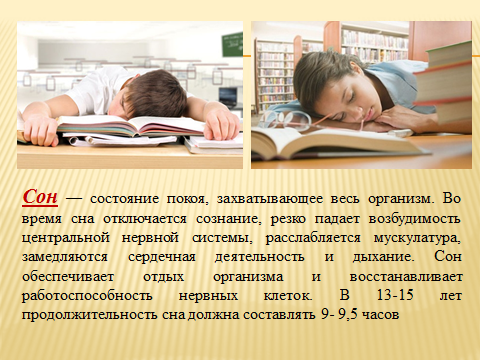 Сон — состояние покоя, захватывающее весь организм. Во
время сна отключается сознание, резко падает возбудимость
центральной нервной системы, расслабляется мускулатура,
замедляются сердечная деятельность и дыхание. Сон
обеспечивает отдых организма и восстанавливает
работоспособность нервных клеток. В 13-15 лет
продолжительность сна должна составлять 9- 9,5 часов